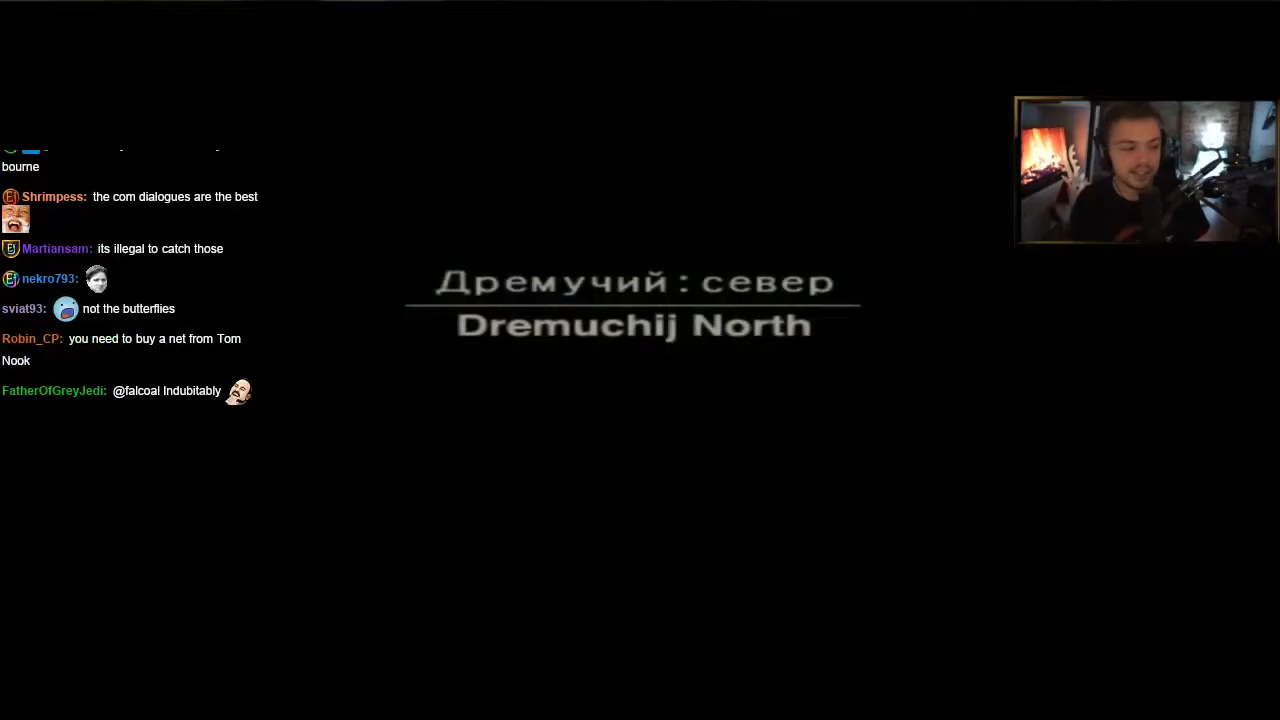 bourne
Shrimpess: the com dialogues are the best
Martiansam: its illegal to catch those
nekro793:
sviat93: not the butterflies
Robin_CP: you need to buy a net from Tom
Nook
FatherOfGreyJedi: @falcoal Indubitably
Дремучий : север
Dremuchij North